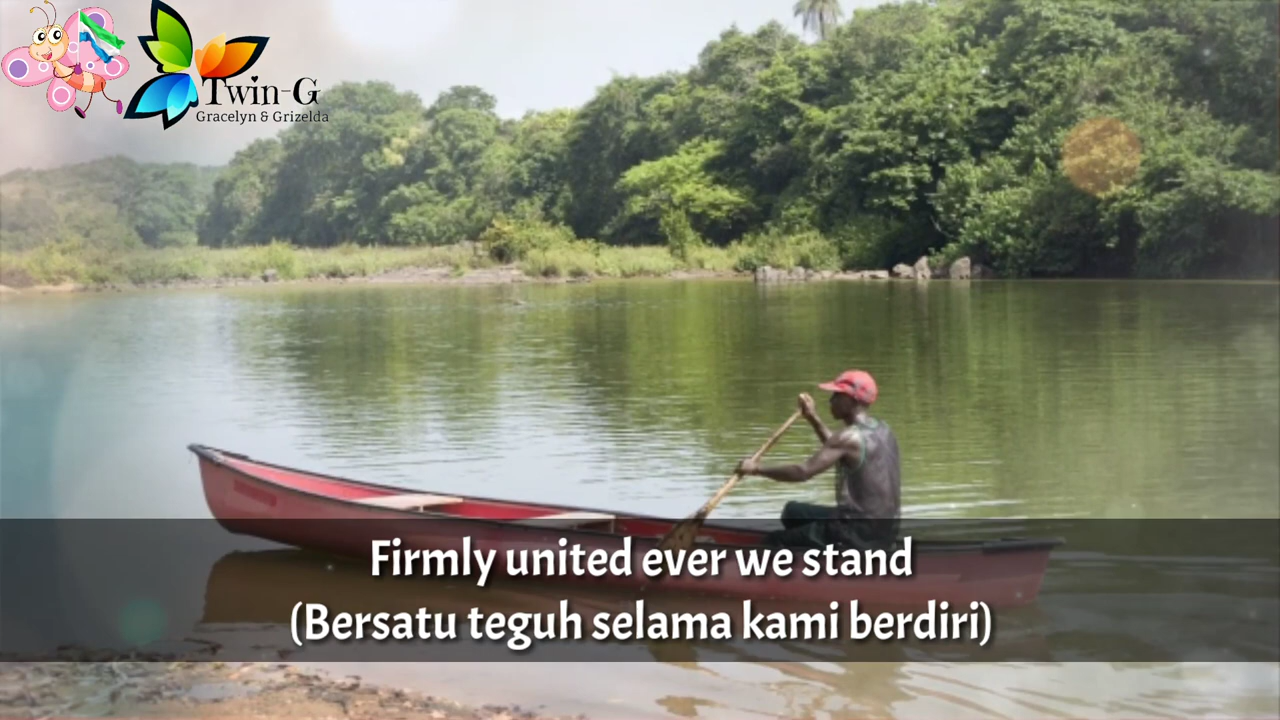 Twin-G
Gracelyn & Grizelda
Firmly united ever we stand
(Bersatu teguh selama kami berdiri)